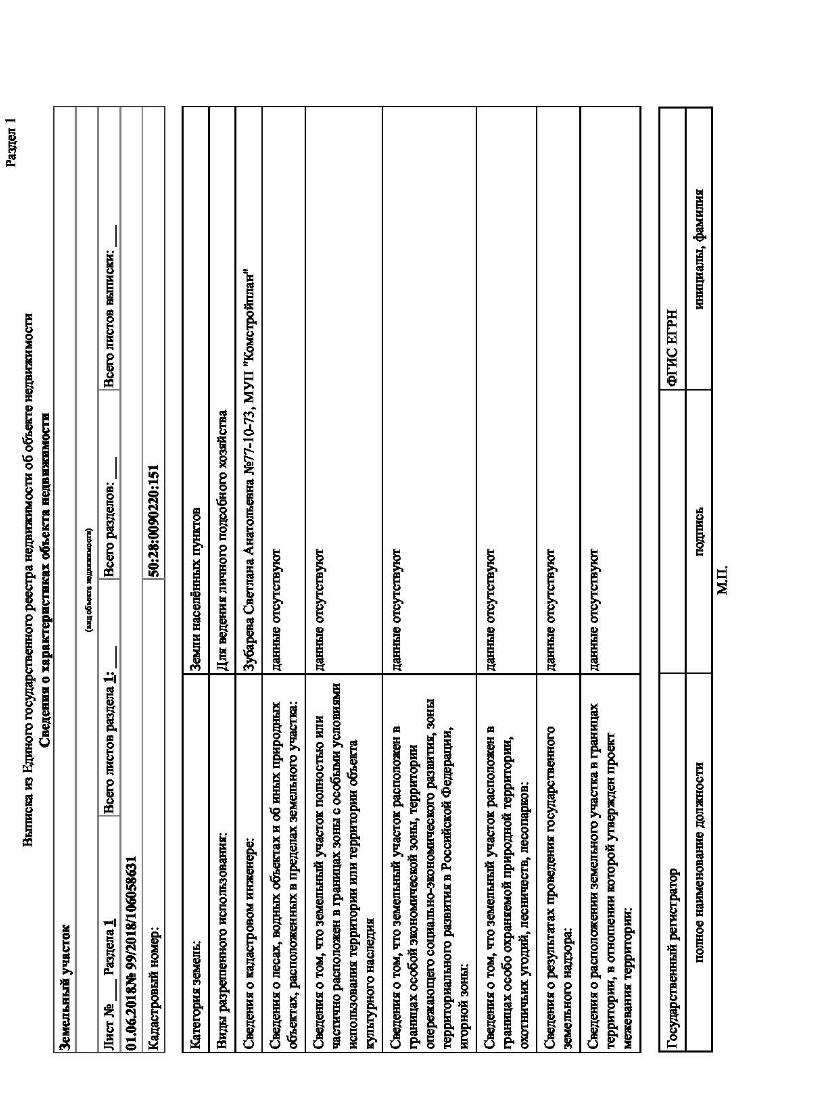 Раздел 1
Выписка из Единого государственного реестра недвижимости об объекте недвижимости
Сведения о характеристиках объекта недвижимости
Земельный участок
(вид объекта недвижимости)
Лист №___ Раздела 1 Всего листов раздела 1: ___ Всего разделов: ___ Всего листов выписки: ___
01.06.2018№ 99/2018/106058631
Кадастровый номер: 50:28:0090220:151
Категория земель: Земли населённых пунктов
Виды разрешенного использования: Для ведения личного подсобного хозяйства
Сведения о кадастровом инженере: Зубарева Светлана Анатольевна №77-10-73, МУП "Комстройплан"
Сведения о лесах, водных объектах и об иных природных
объектах, расположенных в пределах земельного участка:
данные отсутствуют
Сведения о том, что земельный участок полностью или
частично расположен в границах зоны с особыми условиями
использования территории или территории объекта
культурного наследия
данные отсутствуют
Сведения о том, что земельный участок расположен в
границах особой экономической зоны, территории
опережающего социально-экономического развития, зоны
территориального развития в Российской Федерации,
игорной зоны:
данные отсутствуют
Сведения о том, что земельный участок расположен в
границах особо охраняемой природной территории,
охотничьих угодий, лесничеств, лесопарков:
данные отсутствуют
Сведения о результатах проведения государственного
земельного надзора:
данные отсутствуют
Сведения о расположении земельного участка в границах
территории, в отношении которой утвержден проект
межевания территории:
данные отсутствуют
Государственный регистратор ФГИС ЕГРН
полное наименование должности подпись инициалы, фамилия
М.П.